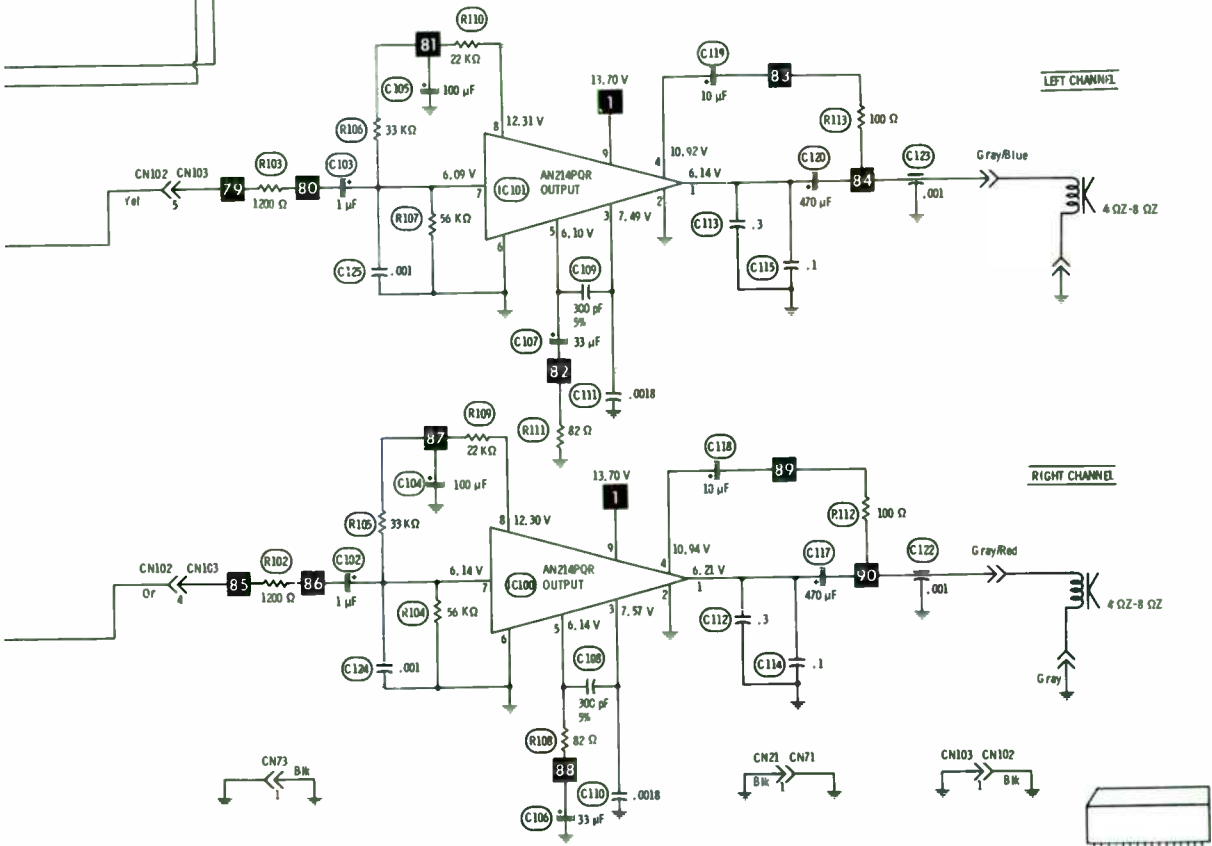 R110
81
22 KΩ
C105
100 µF
13.70 V
1
C119
10 µF
83
LEFT CHANNEL
8
12.31 V
R106
33 KΩ
R113
100 Ω
CN102 CN103
R103
C103
9
4
10.92 V
C120
C123
Gray/Blue
Yel
5
79
1200 Ω
80
1 µF
6.09 V
7
AN214PQR
OUTPUT
IC101
6.14 V
1
470 µF
84
.001
4 ΩZ-8 ΩZ
R107
56 KΩ
2
3
7.49 V
5
6.10 V
6
C113
.3
C125
.001
C109
300 pF
5%
C115
.1
C107
33 µF
82
C111
.0018
R111
82 Ω
R109
87
22 KΩ
C104
100 µF
13.70 V
1
C118
10 µF
89
RIGHT CHANNEL
8
12.30 V
R105
33 KΩ
R112
100 Ω
CN102 CN103
R102
C102
9
4
10.94 V
C117
C122
Gray/Red
Or
4
85
1200 Ω
86
1 µF
6.14 V
7
AN214PQR
OUTPUT
IC100
6.21 V
1
470 µF
90
.001
4 ΩZ-8 ΩZ
R104
56 KΩ
2
3
7.57 V
5
6.14 V
6
C112
.3
C124
.001
C108
300 pF
5%
C114
.1
Gray
R108
82 Ω
88
C110
.0018
C106
33 µF
CN73
Blk
1
CN21 CN71
Blk
1
CN103 CN102
1
Blk